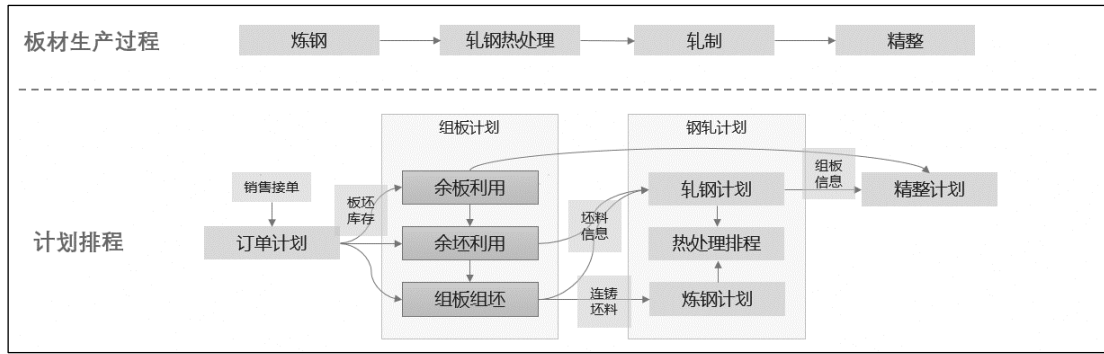 板材生产过程
炼钢
轧钢热处理
轧制
精整
组板计划
钢轧计划
销售接单
板坯
库存
余板利用
坯料
信息
轧钢计划
组板
信息
精整计划
计划排程
订单计划
余坯利用
热处理排程
组板组坯
连铸
坯料
炼钢计划